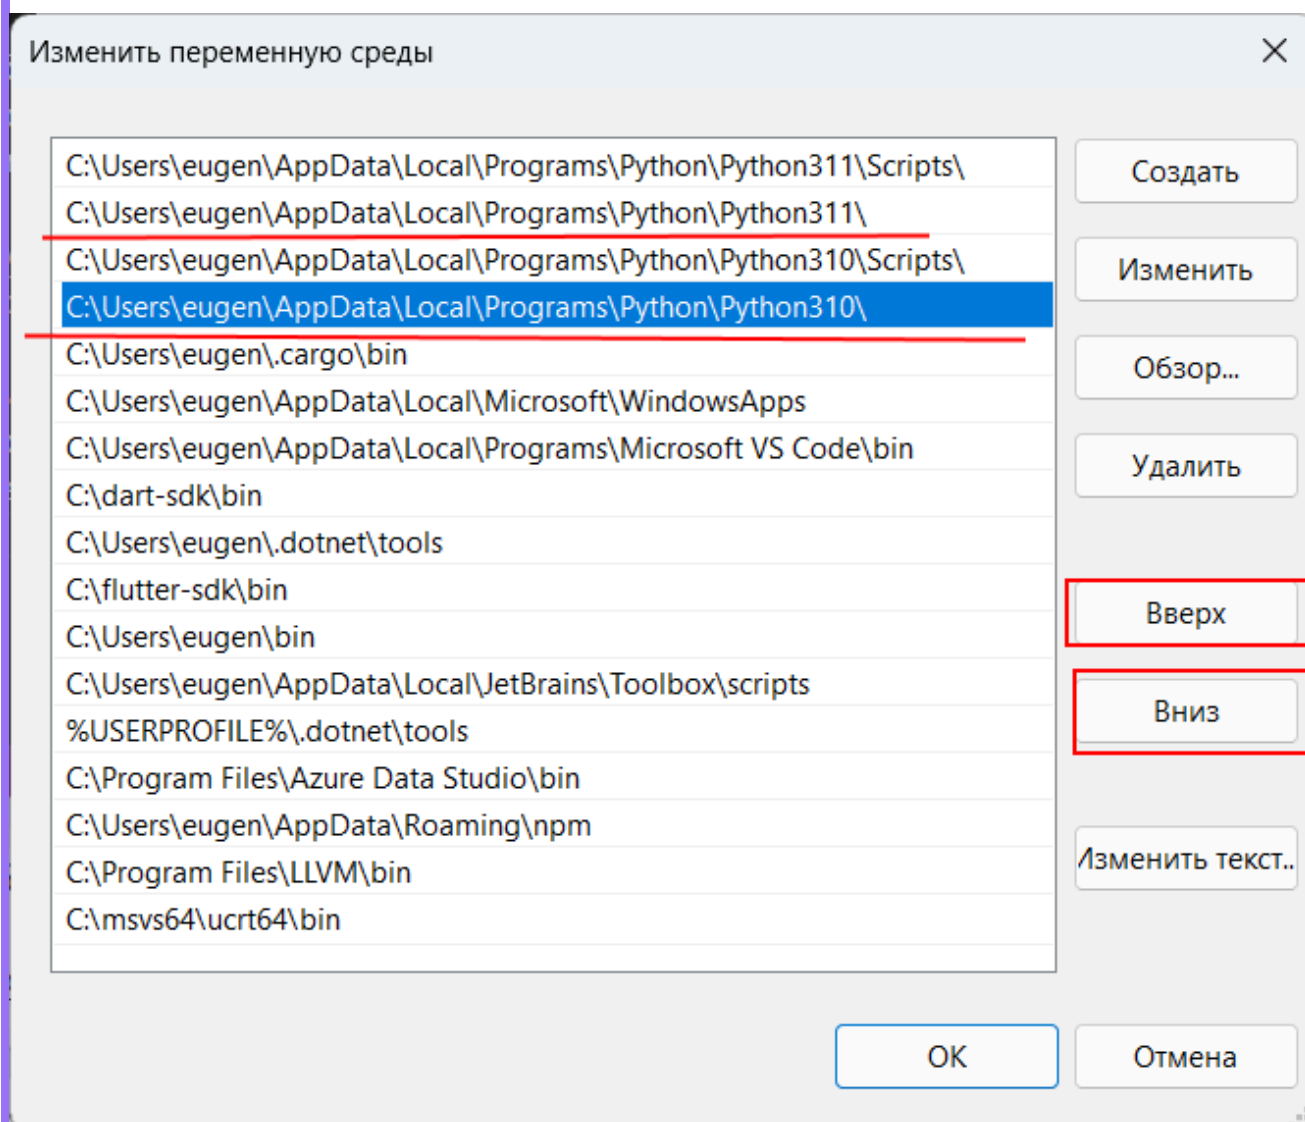 Изменить переменную среды
C:\Users\eugen\AppData\Local\Programs\Python\Python311\Scripts\
C:\Users\eugen\AppData\Local\Programs\Python\Python311\
C:\Users\eugen\AppData\Local\Programs\Python\Python310\Scripts\
C:\Users\eugen\AppData\Local\Programs\Python\Python310\
C:\Users\eugen\.cargo\bin
C:\Users\eugen\AppData\Local\Microsoft\WindowsApps
C:\Users\eugen\AppData\Local\Programs\Microsoft VS Code\bin
C:\dart-sdk\bin
C:\Users\eugen\.dotnet\tools
C:\flutter-sdk\bin
C:\Users\eugen\bin
C:\Users\eugen\AppData\Local\JetBrains\Toolbox\scripts
%USERPROFILE%\.dotnet\tools
C:\Program Files\Azure Data Studio\bin
C:\Users\eugen\AppData\Roaming\npm
C:\Program Files\LLVM\bin
C:\msvs64\ucrt64\bin
Создать
Изменить
Обзор...
Удалить
Вверх
Вниз
Изменить текст..
ОК
Отмена